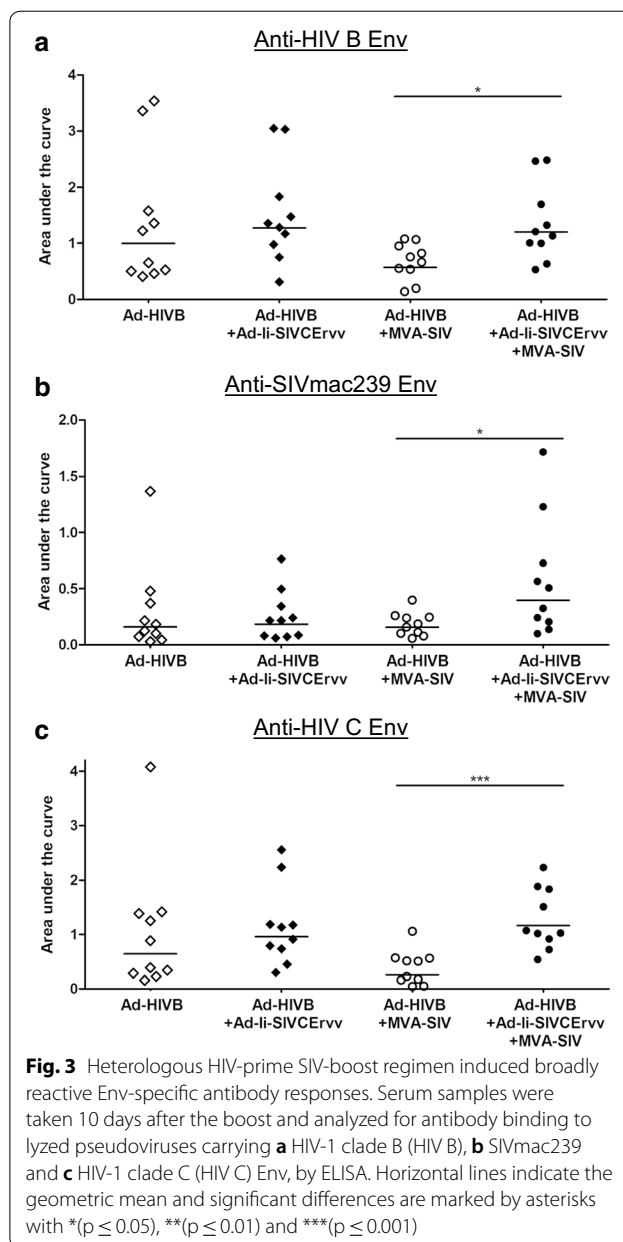 a
Anti-HIV B Env
Area under the curve
4
3
2
1
0
*
Ad-HIVB
Ad-HIVB
+Ad-Ii-SIVCErvv
Ad-HIVB
+MVA-SIV
Ad-HIVB
+Ad-Ii-SIVCErvv
+MVA-SIV
b
Anti-SIVmac239 Env
Area under the curve
2.0
1.5
1.0
0.5
0.0
*
Ad-HIVB
Ad-HIVB
+Ad-Ii-SIVCErvv
Ad-HIVB
+MVA-SIV
Ad-HIVB
+Ad-Ii-SIVCErvv
+MVA-SIV
c
Anti-HIV C Env
Area under the curve
4
3
2
1
0
***
Ad-HIVB
Ad-HIVB
+Ad-Ii-SIVCErvv
Ad-HIVB
+MVA-SIV
Ad-HIVB
+Ad-Ii-SIVCErvv
+MVA-SIV
Fig. 3 Heterologous HIV-prime SIV-boost regimen induced broadly
reactive Env-specific antibody responses. Serum samples were
taken 10 days after the boost and analyzed for antibody binding to
lyzed pseudoviruses carrying a HIV-1 clade B (HIV B), b SIVmac239
and c HIV-1 clade C (HIV C) Env, by ELISA. Horizontal lines indicate the
geometric mean and significant differences are marked by asterisks
with *(p ≤ 0.05), **(p ≤ 0.01) and ***(p ≤ 0.001)